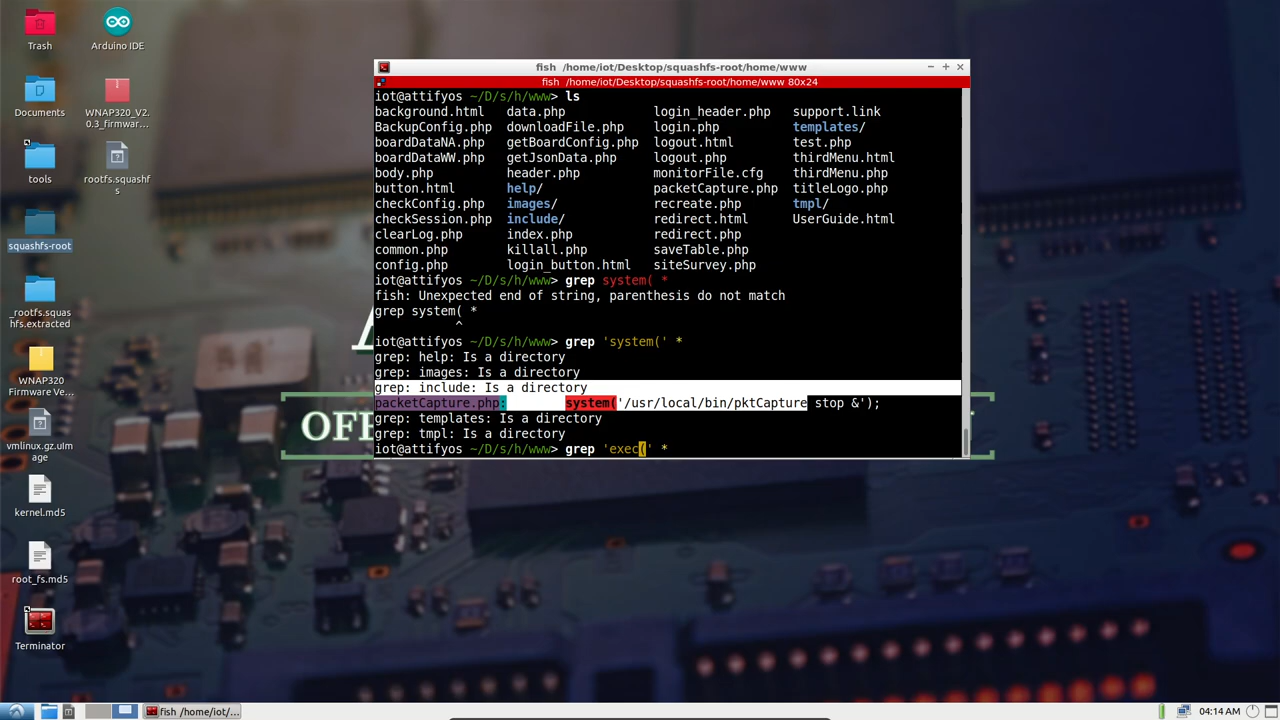 Trash
Arduino IDE
Documents
WNAP320_V2.
0.3_firmwar...
tools
rootfs.squashf
s
squashfs-root
_rootfs.squas
hfs.extracted
WNAP320
Firmware Ve...
vmlinux.gz.uIm
age
kernel.md5
root_fs.md5
Terminator
fish /home/iot/Desktop/squashfs-root/home/www
fish /home/iot/Desktop/squashfs-root/home/www 80x24
iot@attifyos ~/D/s/h/www> ls
background.html data.php login_header.php support.link
BackupConfig.php downloadFile.php login.php templates/
boardDataNA.php getBoardConfig.php logout.html test.php
boardDataWW.php getJsonData.php logout.php thirdMenu.html
body.php header.php monitorFile.cfg thirdMenu.php
button.html help/ packetCapture.php titleLogo.php
checkConfig.php images/ recreate.php tmpl/
checkSession.php include/ redirect.html UserGuide.html
clearLog.php index.php redirect.php
common.php killall.php saveTable.php
config.php login_button.html siteSurvey.php
iot@attifyos ~/D/s/h/www> grep system( *
fish: Unexpected end of string, parenthesis do not match
grep system( *
^
iot@attifyos ~/D/s/h/www> grep 'system(' *
grep: help: Is a directory
grep: images: Is a directory
grep: include: Is a directory
packetCapture.php: system('/usr/local/bin/pktCapture stop &');
grep: templates: Is a directory
grep: tmpl: Is a directory
iot@attifyos ~/D/s/h/www> grep 'exec(' *
OF
fish /home/iot/...
04:14 AM